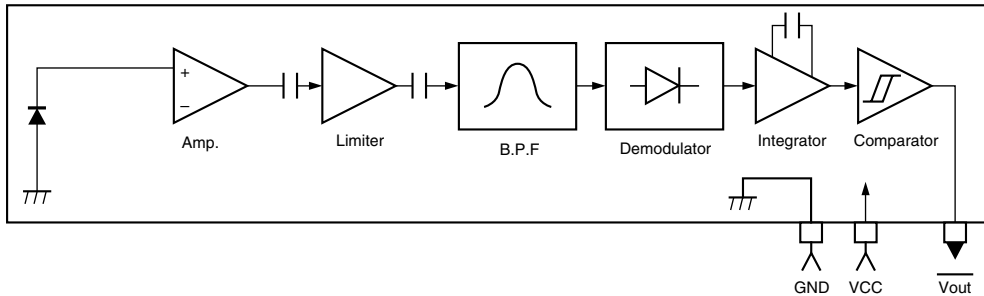 +
−
Amp.
Limiter
B.P.F
Demodulator
Integrator
Comparator
GND
VCC
Vout